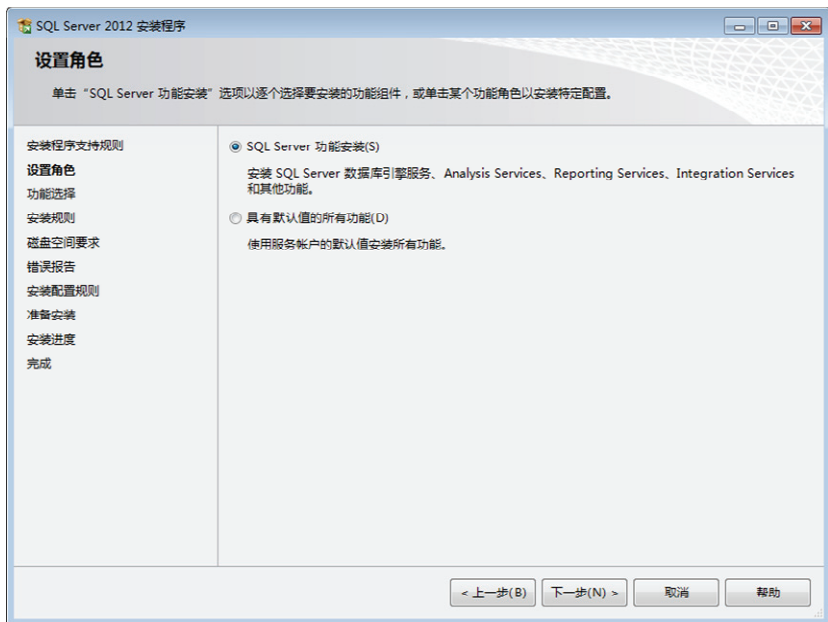 SQL Server 2012 安装程序
设置角色
单击“SQL Server 功能安装”选项以逐个选择要安装的功能组件，或单击某个功能角色以安装特定配置。
安装程序支持规则
设置角色
功能选择
安装规则
磁盘空间要求
错误报告
安装配置规则
准备安装
安装进度
完成
SQL Server 功能安装(S)
安装 SQL Server 数据库引擎服务、Analysis Services、Reporting Services、Integration Services
和其他功能。
具有默认值的所有功能(D)
使用服务帐户的默认值安装所有功能。
< 上一步(B)
下一步(N) >
取消
帮助